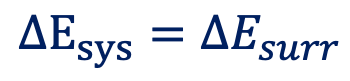 ΔE_sys = ΔE_surr